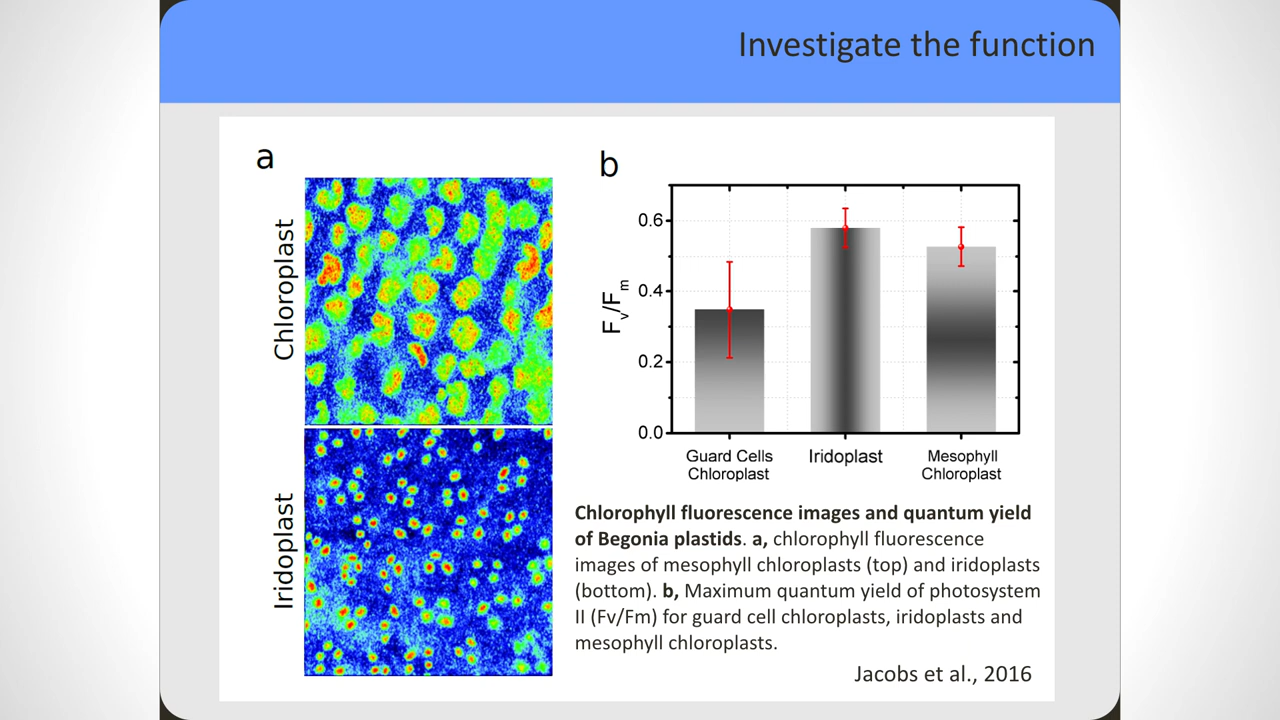 Investigate the function
a
Chloroplast
Iridoplast
b
Fv/Fm
0.6
0.4
0.2
0.0
Guard Cells
Chloroplast
Iridoplast
Mesophyll
Chloroplast
Chlorophyll fluorescence images and quantum yield
of Begonia plastids. a, chlorophyll fluorescence
images of mesophyll chloroplasts (top) and iridoplasts
(bottom). b, Maximum quantum yield of photosystem
II (Fv/Fm) for guard cell chloroplasts, iridoplasts and
mesophyll chloroplasts.
Jacobs et al., 2016